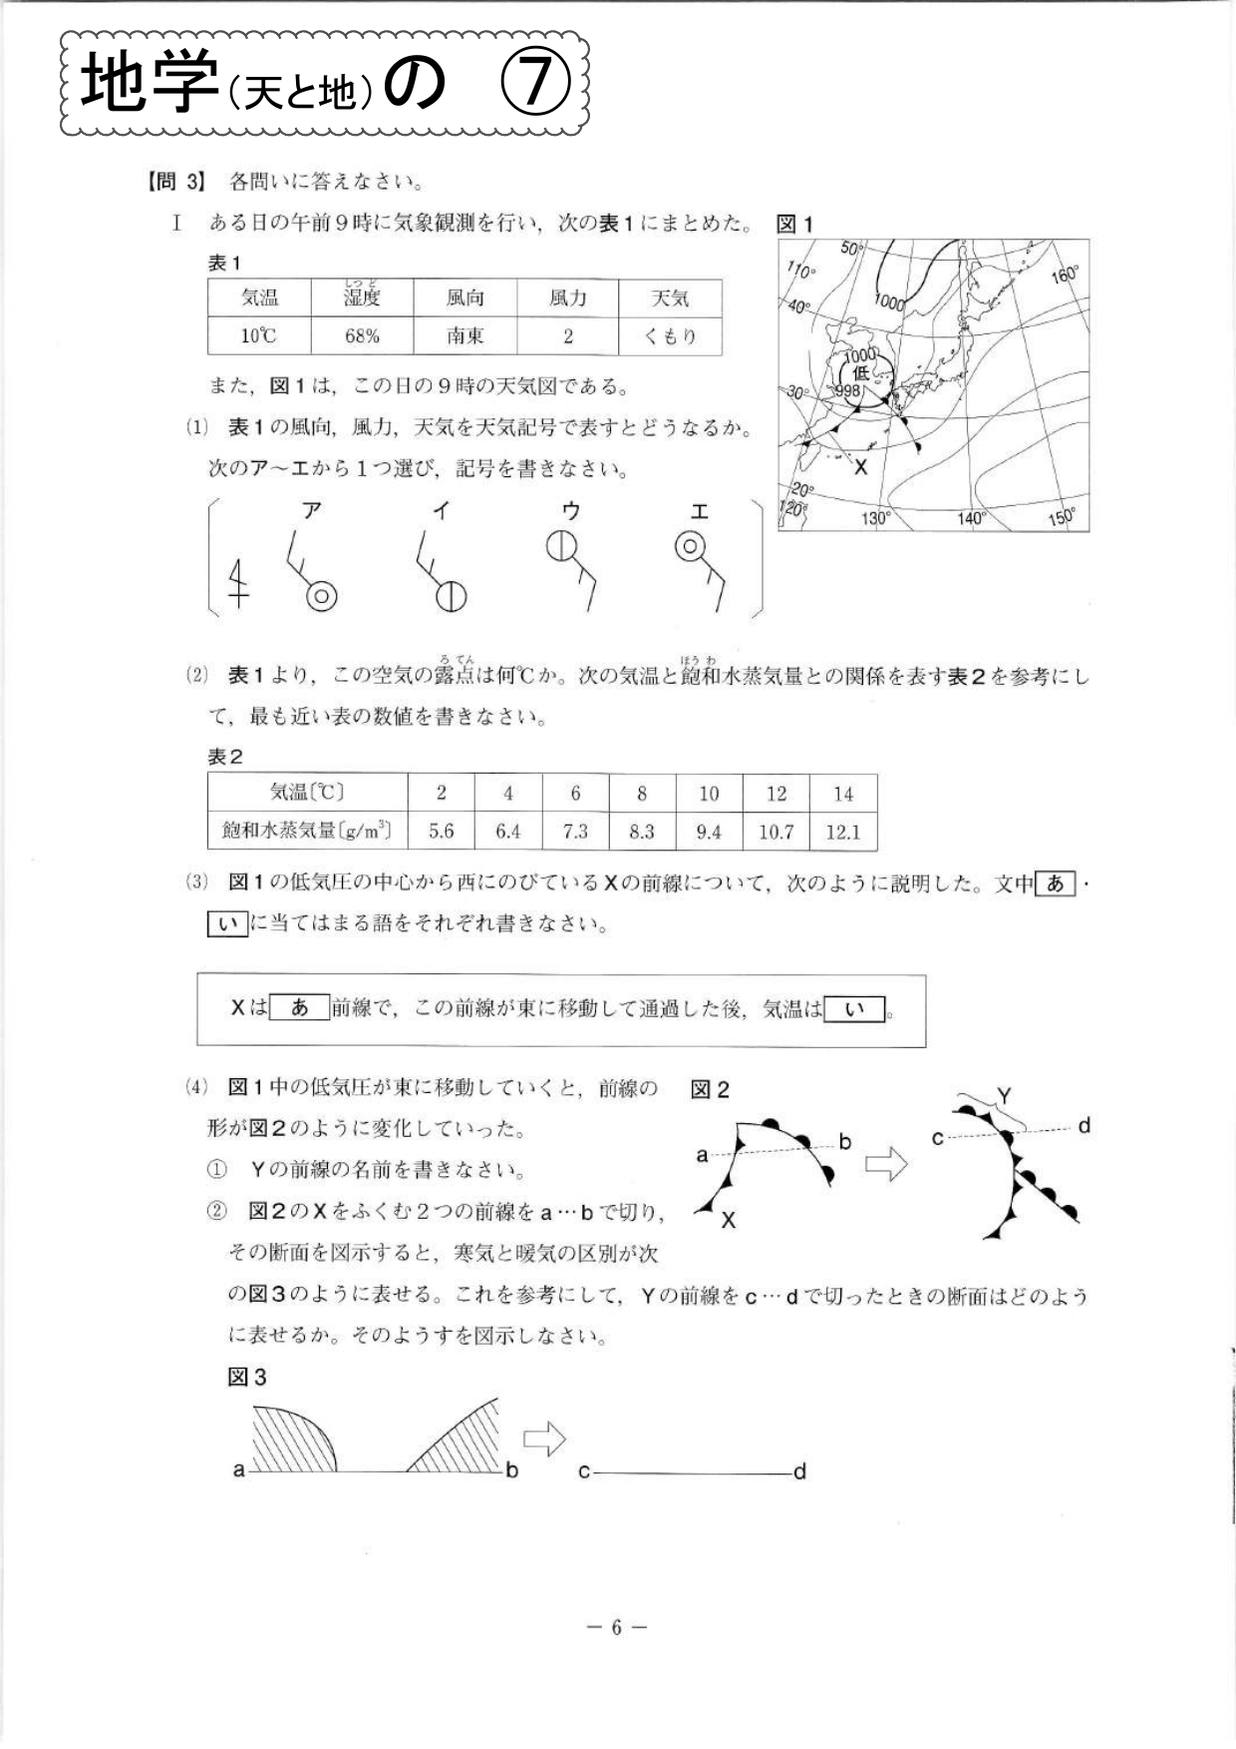 地学（天と地）の ⑦
【問 3】 各問いに答えなさい。
Ⅰ ある日の午前９時に気象観測を行い，次の表１にまとめた。
図１
表１
気温 湿度 風向 風力 天気
しつ ど
10℃ 68% 南東 2 くもり
50°
110°
160°
40°
1000
1000
低
998
30°
X
20°
120°
130°
140°
150°
また，図１は，この日の９時の天気図である。
(1) 表１の風向，風力，天気を天気記号で表すとどうなるか。
次のア〜エから１つ選び，記号を書きなさい。
ア イ ウ エ
ろ てん ほう わ
(2) 表１より，この空気の露点は何℃か。次の気温と飽和水蒸気量との関係を表す表２を参考にし
て，最も近い表の数値を書きなさい。
表２
気温〔℃〕 2 4 6 8 10 12 14
飽和水蒸気量〔g/m³〕 5.6 6.4 7.3 8.3 9.4 10.7 12.1
(3) 図１の低気圧の中心から西にのびているXの前線について，次のように説明した。文中 あ ・
い に当てはまる語をそれぞれ書きなさい。
Xは あ 前線で，この前線が東に移動して通過した後，気温は い 。
(4) 図１中の低気圧が東に移動していくと，前線の
形が図２のように変化していった。
① Yの前線の名前を書きなさい。
② 図２のXをふくむ２つの前線をa…bで切り，
その断面を図示すると，寒気と暖気の区別が次
の図３のように表せる。これを参考にして，Yの前線をc…dで切ったときの断面はどのよう
に表せるか。そのようすを図示しなさい。
図２
a b
X
Y
c d
図３
a b c d
− 6 −